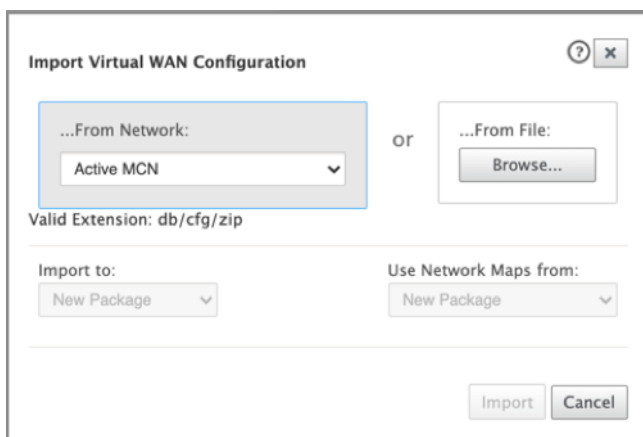 Import Virtual WAN Configuration
?
×
...From Network:
Active MCN
or
...From File:
Browse...
Valid Extension: db/cfg/zip
Import to:
New Package
Use Network Maps from:
New Package
Import
Cancel